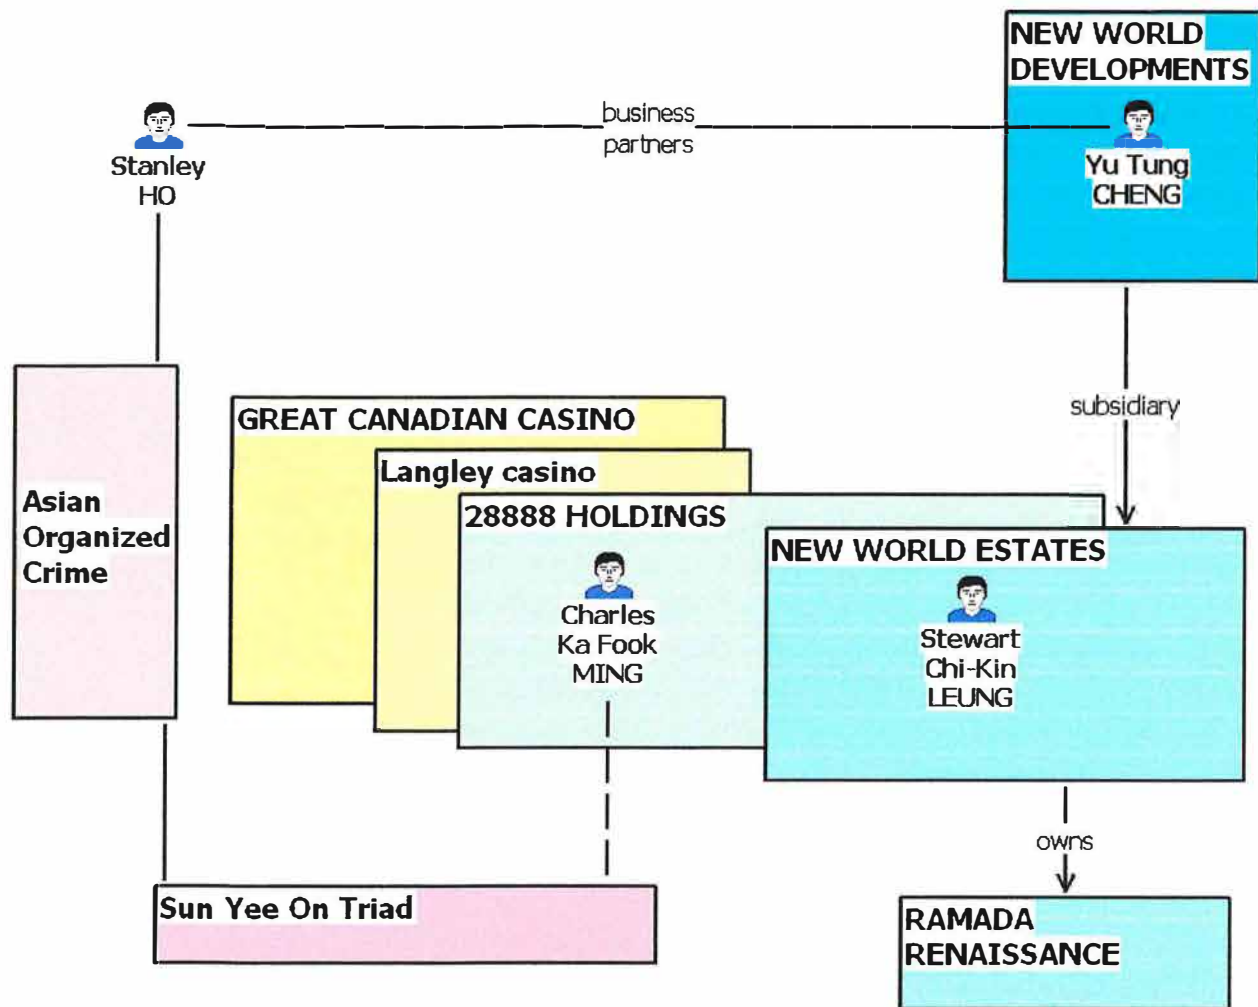 NEW WORLD
DEVELOPMENTS
business
partners
Stanley
HO
Yu Tung
CHENG
subsidiary
GREAT CANADIAN CASINO
Langley casino
28888 HOLDINGS
NEW WORLD ESTATES
Asian
Organized
Crime
Charles
Ka Fook
MING
Stewart
Chi-Kin
LEUNG
owns
Sun Yee On Triad
RAMADA
RENAISSANCE